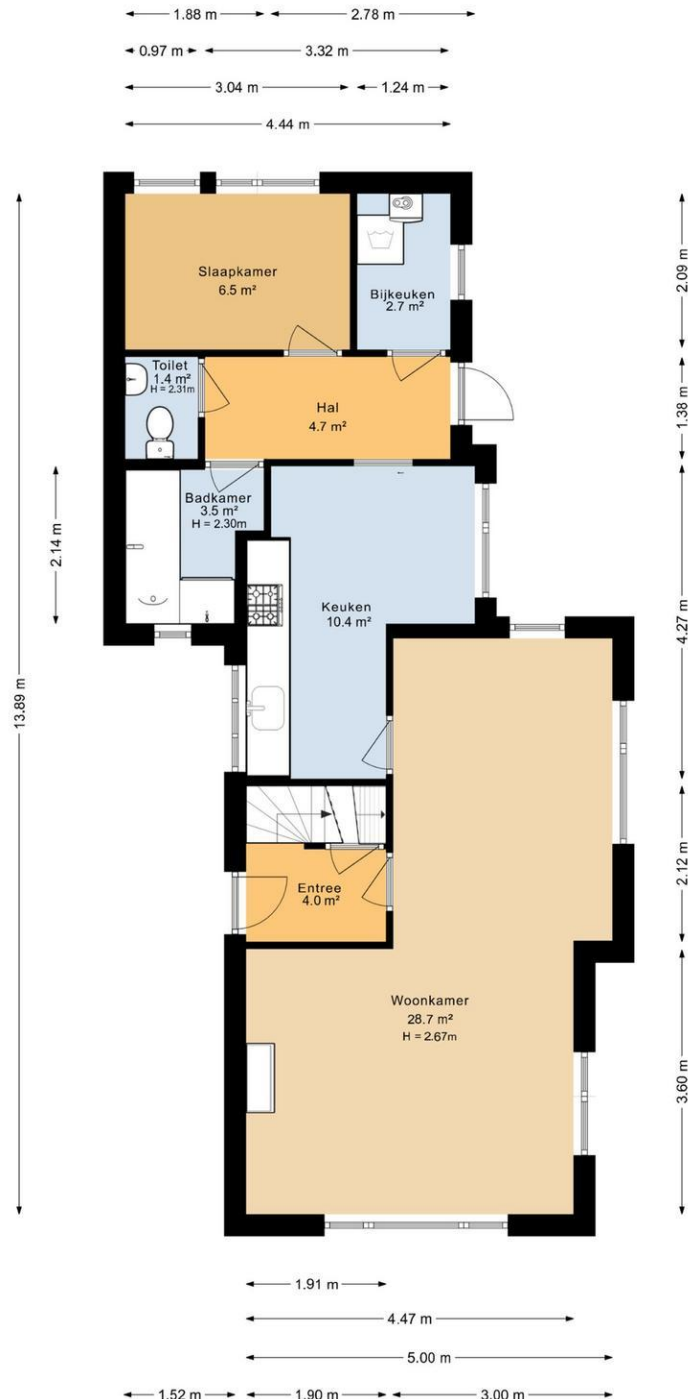 1.88 m
2.78 m
0.97 m
3.32 m
3.04 m
1.24 m
4.44 m
Slaapkamer
6.5 m²
Bijkeuken
2.7 m²
2.09 m
Toilet
1.4 m²
H = 2.31m
Hal
4.7 m²
1.38 m
Badkamer
3.5 m²
H = 2.30m
2.14 m
Keuken
10.4 m²
4.27 m
13.89 m
Entree
4.0 m²
2.12 m
Woonkamer
28.7 m²
H = 2.67m
3.60 m
1.91 m
4.47 m
5.00 m
1.52 m
1.90 m
3.00 m